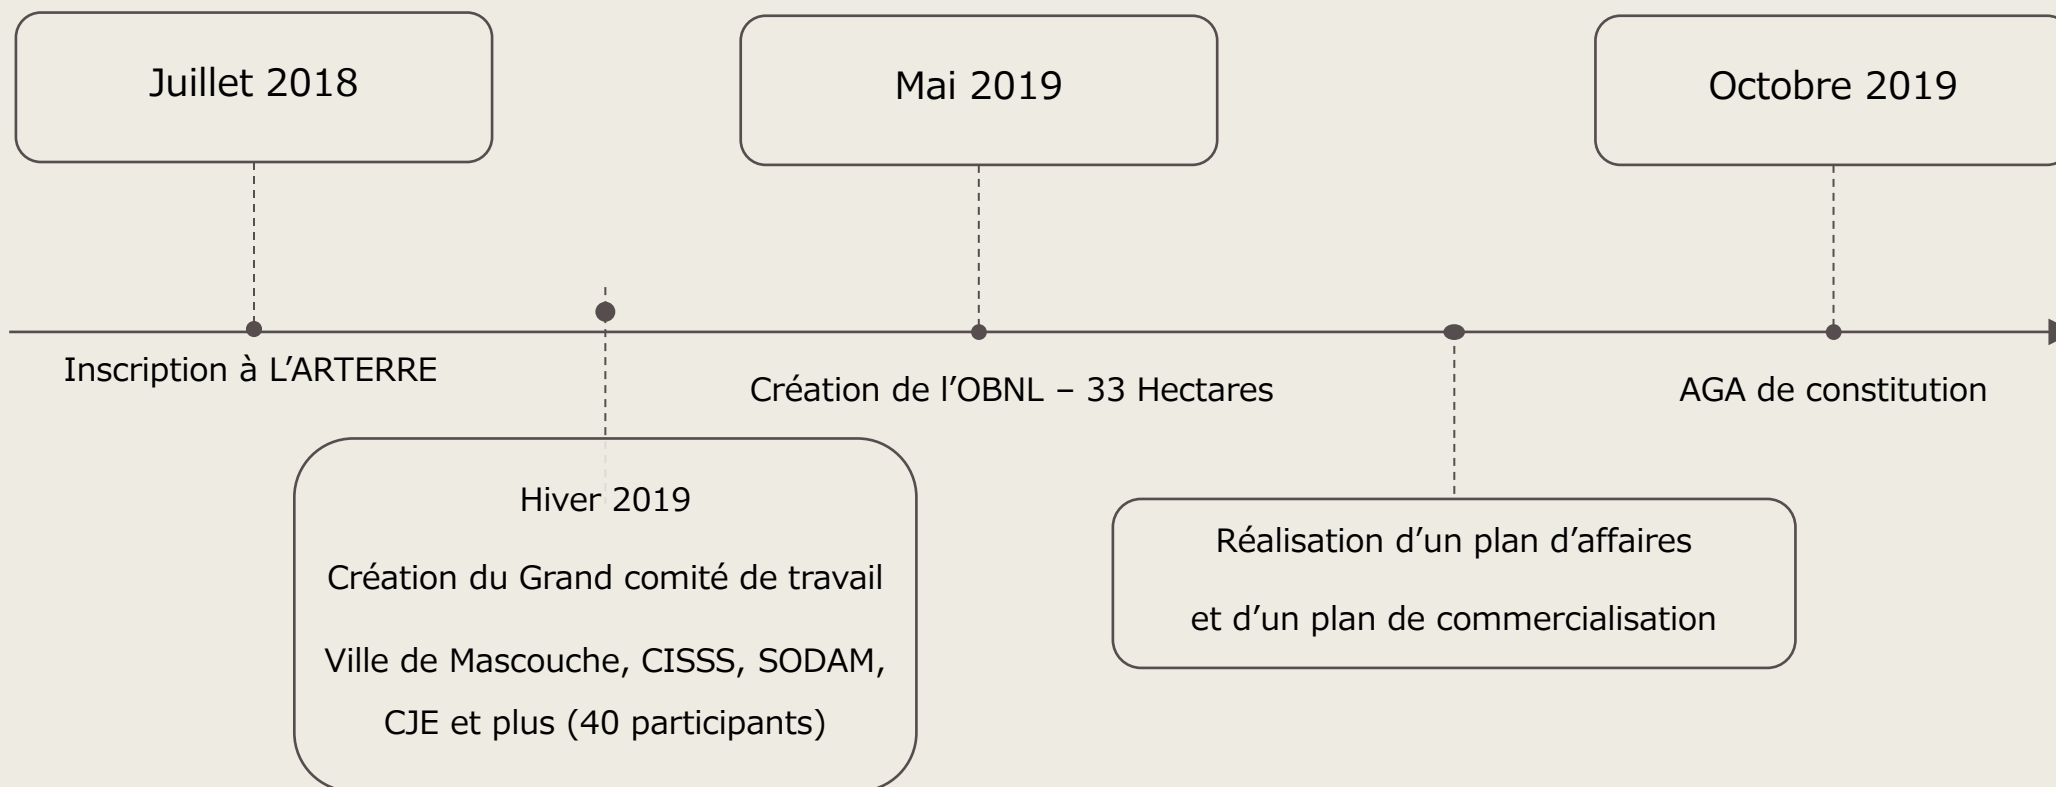 Juillet 2018
Mai 2019
Octobre 2019
Inscription à L’ARTERRE
Création de l’OBNL – 33 Hectares
AGA de constitution
Hiver 2019
Création du Grand comité de travail
Ville de Mascouche, CISSS, SODAM,
CJE et plus (40 participants)
Réalisation d’un plan d’affaires
et d’un plan de commercialisation